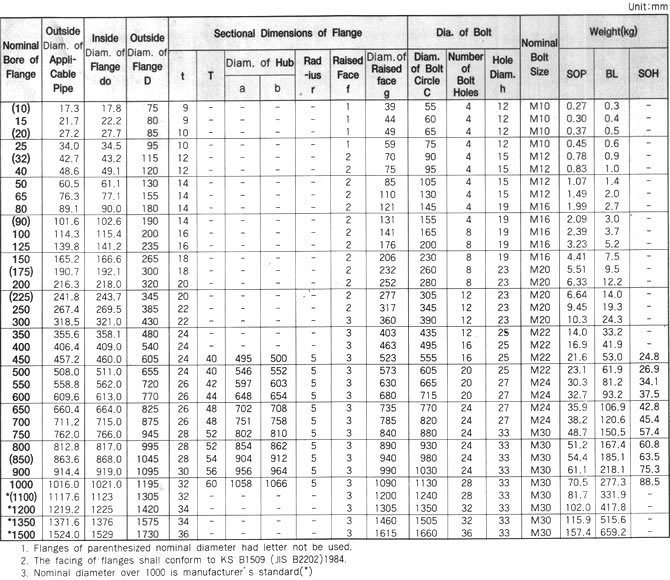 Unit:mm
Nominal Bore of Flange | Outside Diam. of Appli-Cable Pipe | Inside Diam. of Flange do | Outside Diam. of Flange D | Sectional Dimensions of Flange | Dia. of Bolt | Nominal Bolt Size | Weight(kg)
t | T | Diam. of Hub | Rad-ius r | Raised Face f | Diam. of Raised face g | Diam. of Bolt Circle C | Number of Bolt Holes | Hole Diam. h | SOP | BL | SOH
a | b
(10) 17.3 17.8 75 9 - - - - 1 39 55 4 12 M10 0.27 0.3
15 21.7 22.2 80 9 - - - - 1 44 60 4 12 M10 0.30 0.4
(20) 27.2 27.7 85 10 - - - - 1 49 65 4 12 M10 0.37 0.5
25 34.0 34.5 95 10 - - - - 1 59 75 4 12 M10 0.45 0.6
(32) 42.7 43.2 115 12 - - - - 2 70 90 4 15 M12 0.78 0.9
40 48.6 49.1 120 12 - - - - 2 75 95 4 15 M12 0.83 1.0
50 60.5 61.1 130 14 - - - - 2 85 105 4 15 M12 1.07 1.4
65 76.3 77.1 155 14 - - - - 2 110 130 4 15 M12 1.49 2.0
80 89.1 90.0 180 14 - - - - 2 121 145 4 19 M16 1.99 2.7
(90) 101.6 102.6 190 14 - - - - 2 131 155 4 19 M16 2.09 3.0
100 114.3 115.4 200 16 - - - - 2 141 165 8 19 M16 2.39 3.7
125 139.8 141.2 235 16 - - - - 2 176 200 8 19 M16 3.23 5.2
150 165.2 166.6 265 18 - - - - 2 206 230 8 19 M16 4.41 7.5
(175) 190.7 192.1 300 18 - - - - 2 232 260 8 23 M20 5.51 9.5
200 216.3 218.0 320 20 - - - - 2 252 280 8 23 M20 6.33 12.2
(225) 241.8 243.7 345 20 - - - - 2 277 305 12 23 M20 6.64 14.0
250 267.4 269.5 385 22 - - - - 2 317 345 12 23 M20 9.45 19.3
300 318.5 321.0 430 22 - - - - 3 360 390 12 23 M20 10.3 24.3
350 355.6 358.1 480 24 - - - - 3 403 435 12 25 M22 14.0 33.2
400 406.4 409.0 540 24 - - - - 3 463 495 16 25 M22 16.9 41.9
450 457.2 460.0 605 24 40 495 500 5 3 523 555 16 25 M22 21.6 53.0 24.8
500 508.0 511.0 655 24 40 546 552 5 3 573 605 20 25 M22 23.1 61.9 26.9
550 558.8 562.0 720 26 42 597 603 5 3 630 665 20 27 M24 30.3 81.2 34.1
600 609.6 613.0 770 26 44 648 654 5 3 680 715 20 27 M24 32.7 93.2 37.5
650 660.4 664.0 825 26 48 702 708 5 3 735 770 24 27 M24 35.9 106.9 42.8
700 711.2 715.0 875 26 48 751 758 5 3 785 820 24 27 M24 38.2 120.6 45.4
750 762.0 766.0 945 28 52 802 810 5 3 840 880 24 33 M30 48.7 150.5 57.4
800 812.8 817.0 995 28 52 854 862 5 3 890 930 24 33 M30 51.2 167.4 60.8
(850) 863.6 868.0 1045 28 54 904 912 5 3 940 980 24 33 M30 54.4 185.1 63.5
900 914.4 919.0 1095 30 56 956 964 5 3 990 1030 24 33 M30 61.1 218.1 75.3
1000 1016.0 1021.0 1195 32 60 1058 1066 5 3 1090 1130 28 33 M30 70.5 277.3 88.5
*(1100) 1117.6 1123 1305 32 - - - - 3 1200 1240 28 33 M30 81.7 331.9
*1200 1219.2 1225 1420 34 - - - - 3 1305 1350 32 33 M30 102.0 417.8
*1350 1371.6 1376 1575 34 - - - - 3 1460 1505 32 33 M30 115.9 515.6
*1500 1524.0 1529 1730 36 - - - - 3 1615 1660 36 33 M30 157.4 659.2
1. Flanges of parenthesized nominal diameter had letter not be used.
2. The facing of flanges shall conform to KS B1509 (JIS B2202)1984.
3. Nominal diameter over 1000 is manufacturer's standard(*)